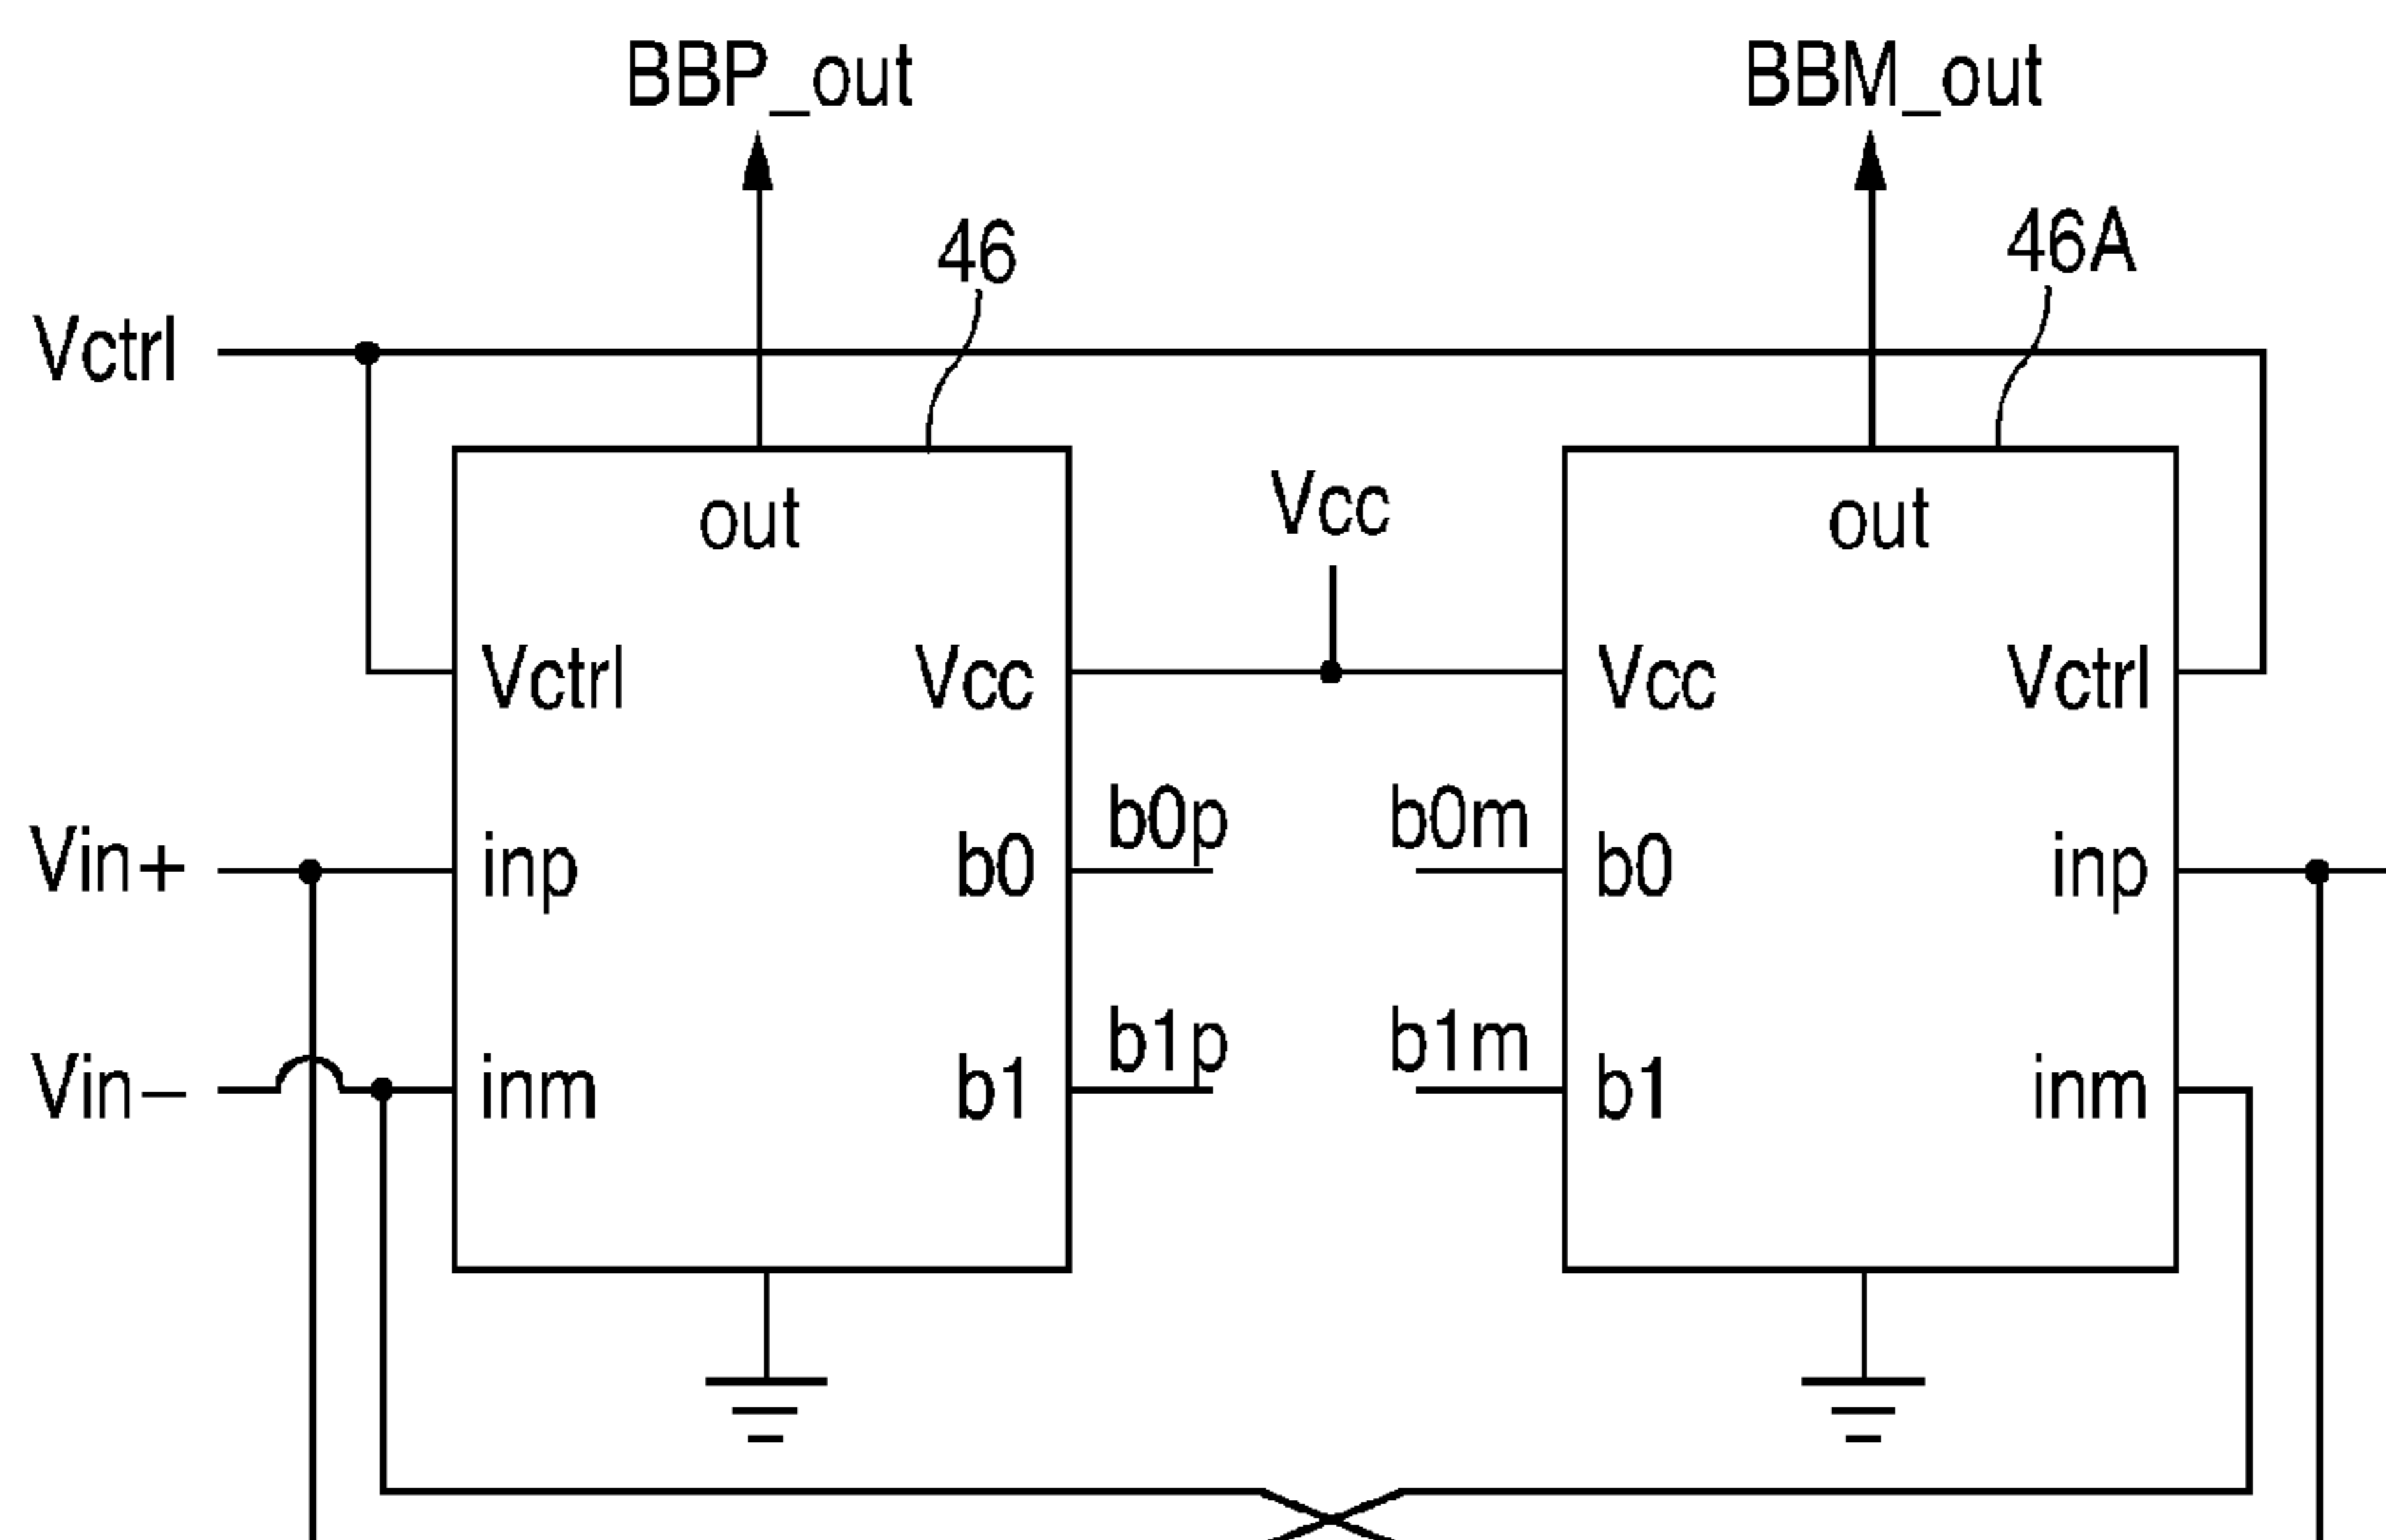 BBP_out
BBM_out
46
46A
Vctrl
out
Vcc
out
Vctrl
Vcc
Vcc
Vctrl
b0p
b0m
Vin+
inp
b0
b0
inp
b1p
b1m
Vin−
inm
b1
b1
inm